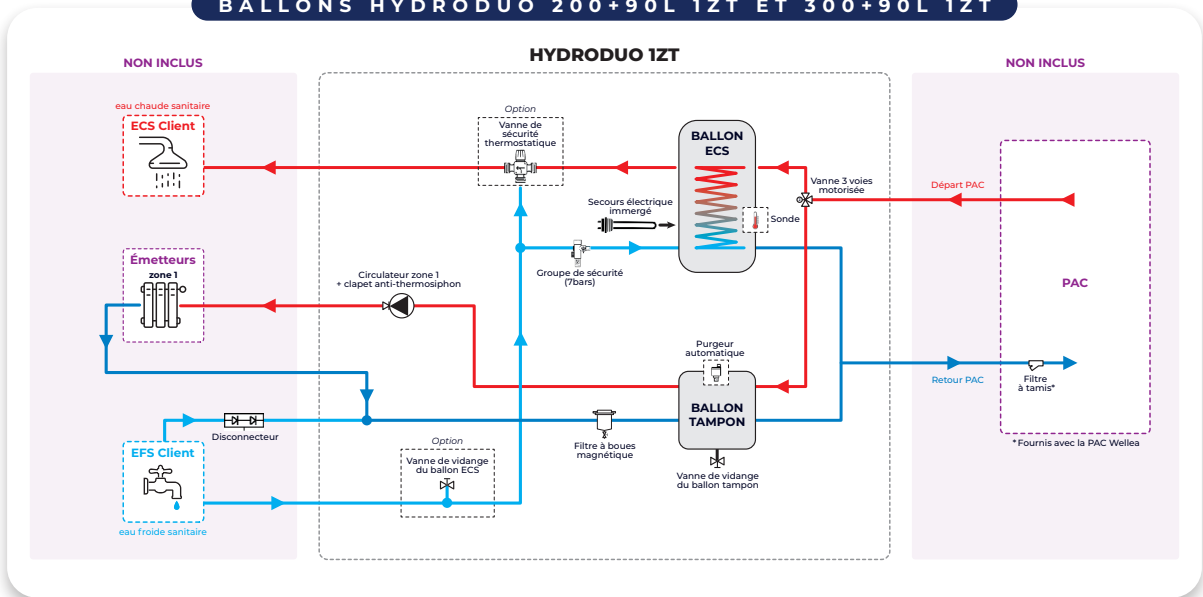 BALLONS HYDRODUO 200+90L 1ZT ET 300+90L 1ZT
NON INCLUS
HYDRODUO 1ZT
NON INCLUS
eau chaude sanitaire
ECS Client
Option
Vanne de
sécurité
thermostatique
BALLON
ECS
Vanne 3 voies
motorisée
Départ PAC
Secours électrique
immergé
Sonde
Groupe de sécurité
(7bars)
Émetteurs
zone 1
Circulateur zone 1
+ clapet anti-thermosiphon
PAC
Purgeur
automatique
Retour PAC
Filtre
à tamis*
BALLON
TAMPON
Disconnecteur
Filtre à boues
magnétique
*Fournis avec la PAC Wellea
Option
Vanne de vidange
du ballon ECS
Vanne de vidange
du ballon tampon
EFS Client
eau froide sanitaire